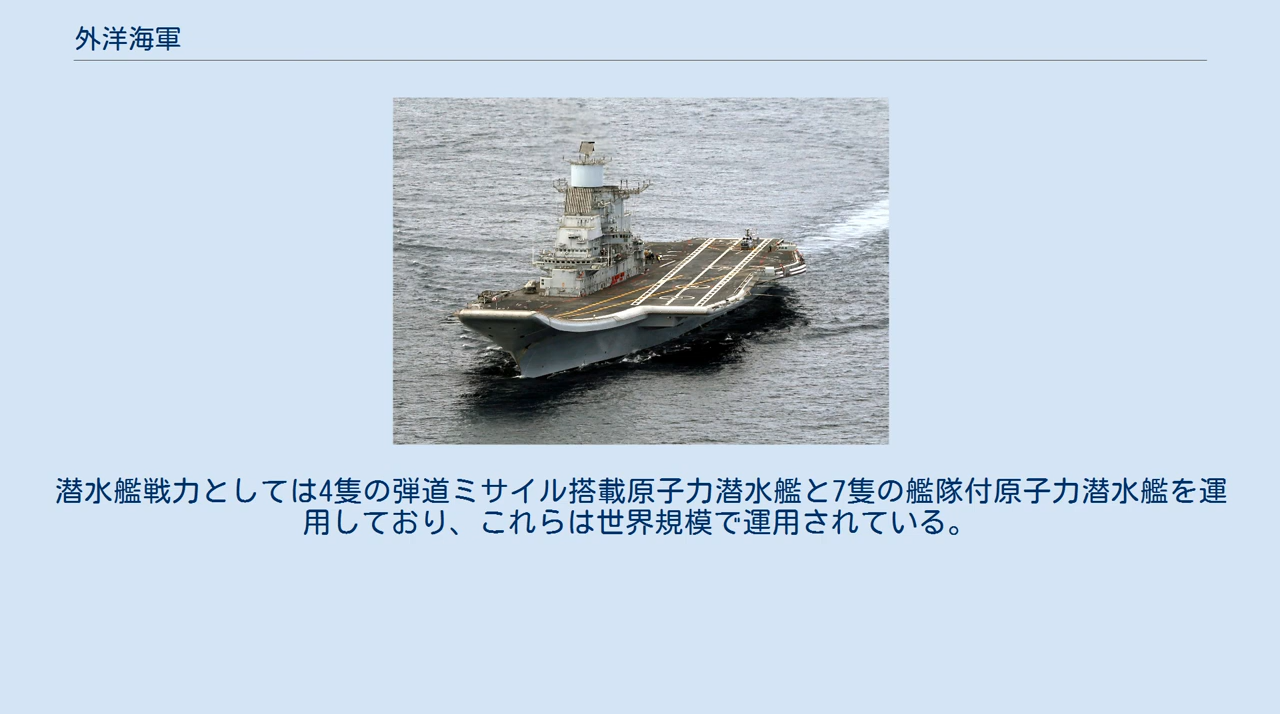 外洋海軍
潜水艦戦力としては4隻の弾道ミサイル搭載原子力潜水艦と7隻の艦隊付原子力潜水艦を運
用しており、これらは世界規模で運用されている。